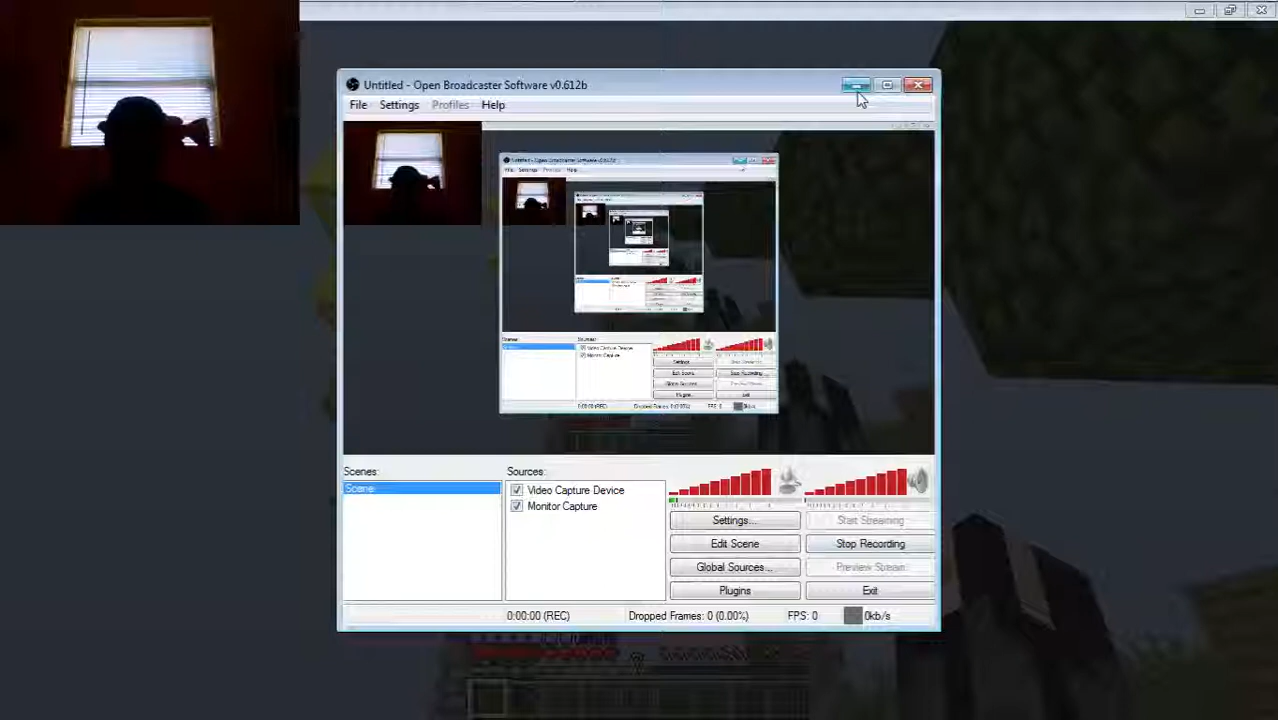 Untitled - Open Broadcaster Software v0.612b
File Settings Profiles Help
Scenes: Sources:
Scene
Video Capture Device
Monitor Capture
Settings... Start Streaming
Edit Scene Stop Recording
Global Sources... Preview Stream
Plugins Exit
0:00:00 (REC) Dropped Frames: 0 (0.00%) FPS: 0 0kb/s